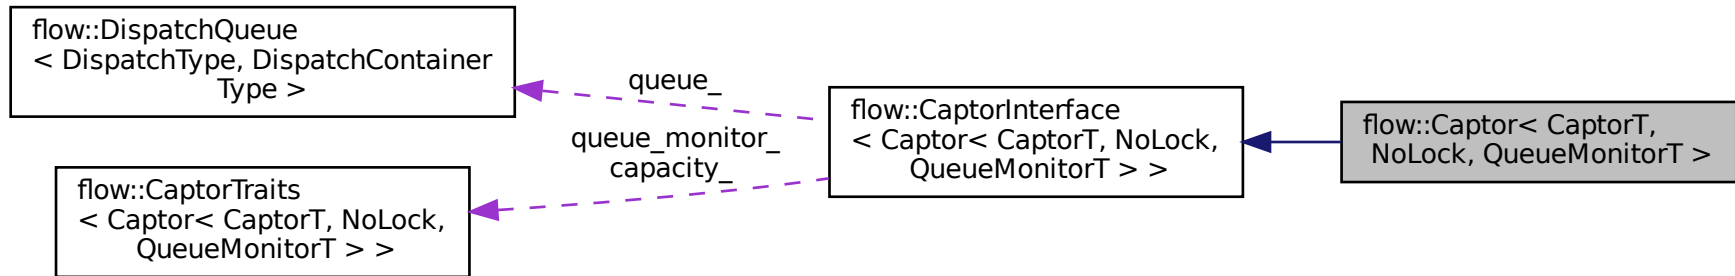 flow::DispatchQueue
< DispatchType, DispatchContainer
Type >
queue_
queue_monitor_
capacity_
flow::CaptorTraits
< Captor< CaptorT, NoLock,
QueueMonitorT > >
flow::CaptorInterface
< Captor< CaptorT, NoLock,
QueueMonitorT > >
flow::Captor< CaptorT,
NoLock, QueueMonitorT >